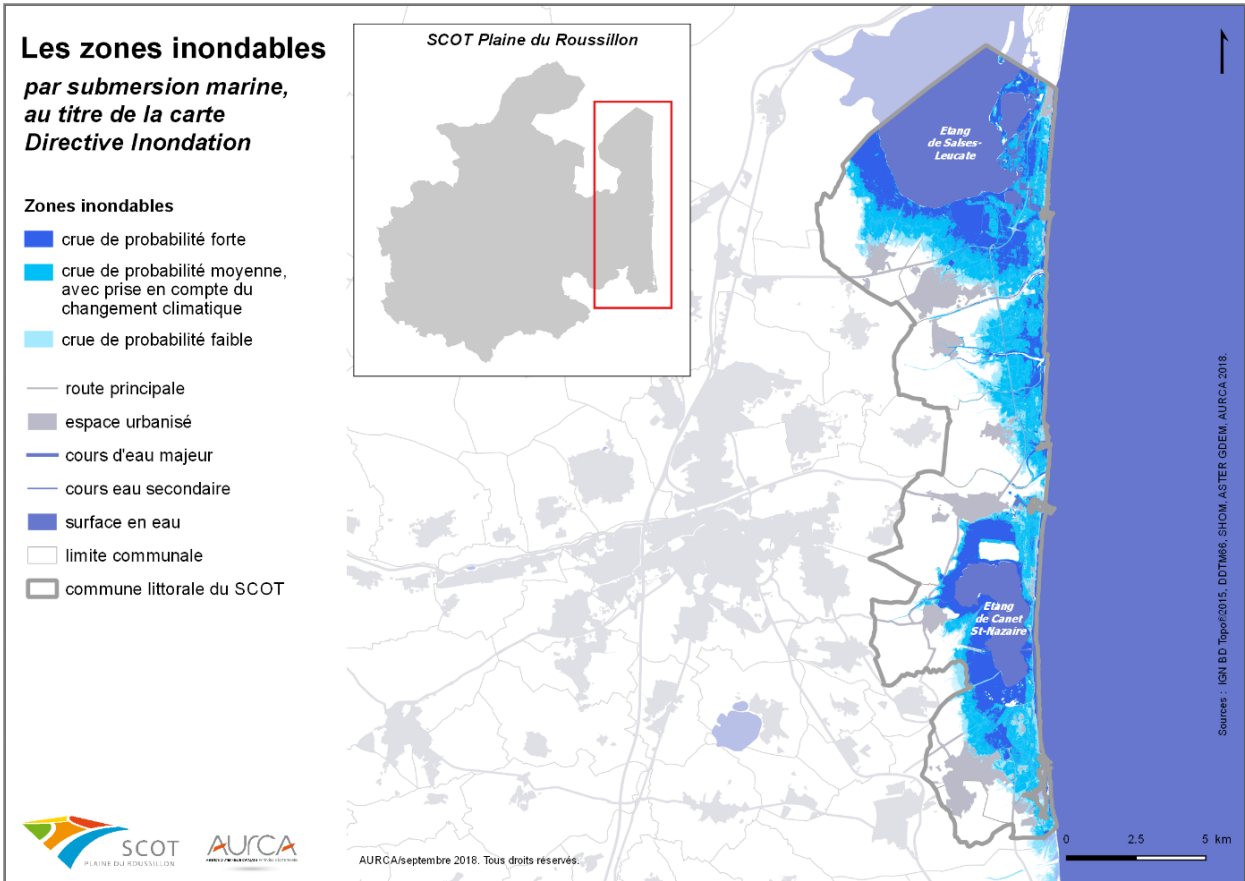 Les zones inondables
par submersion marine,
au titre de la carte
Directive Inondation
Zones inondables
crue de probabilité forte
crue de probabilité moyenne,
avec prise en compte du
changement climatique
crue de probabilité faible
route principale
espace urbanisé
cours d'eau majeur
cours eau secondaire
surface en eau
limite communale
commune littorale du SCOT
SCOT
PLAINE DU ROUSSILLON
AURCA
SCOT Plaine du Roussillon
Etang
de Salses-
Leucate
Etang
de Canet
St-Nazaire
AURCA/septembre 2018. Tous droits réservés.
0 2.5 5 km
Sources : IGN BD Topo®2015, DDTM66, SHOM, ASTER GDEM, AURCA 2018.